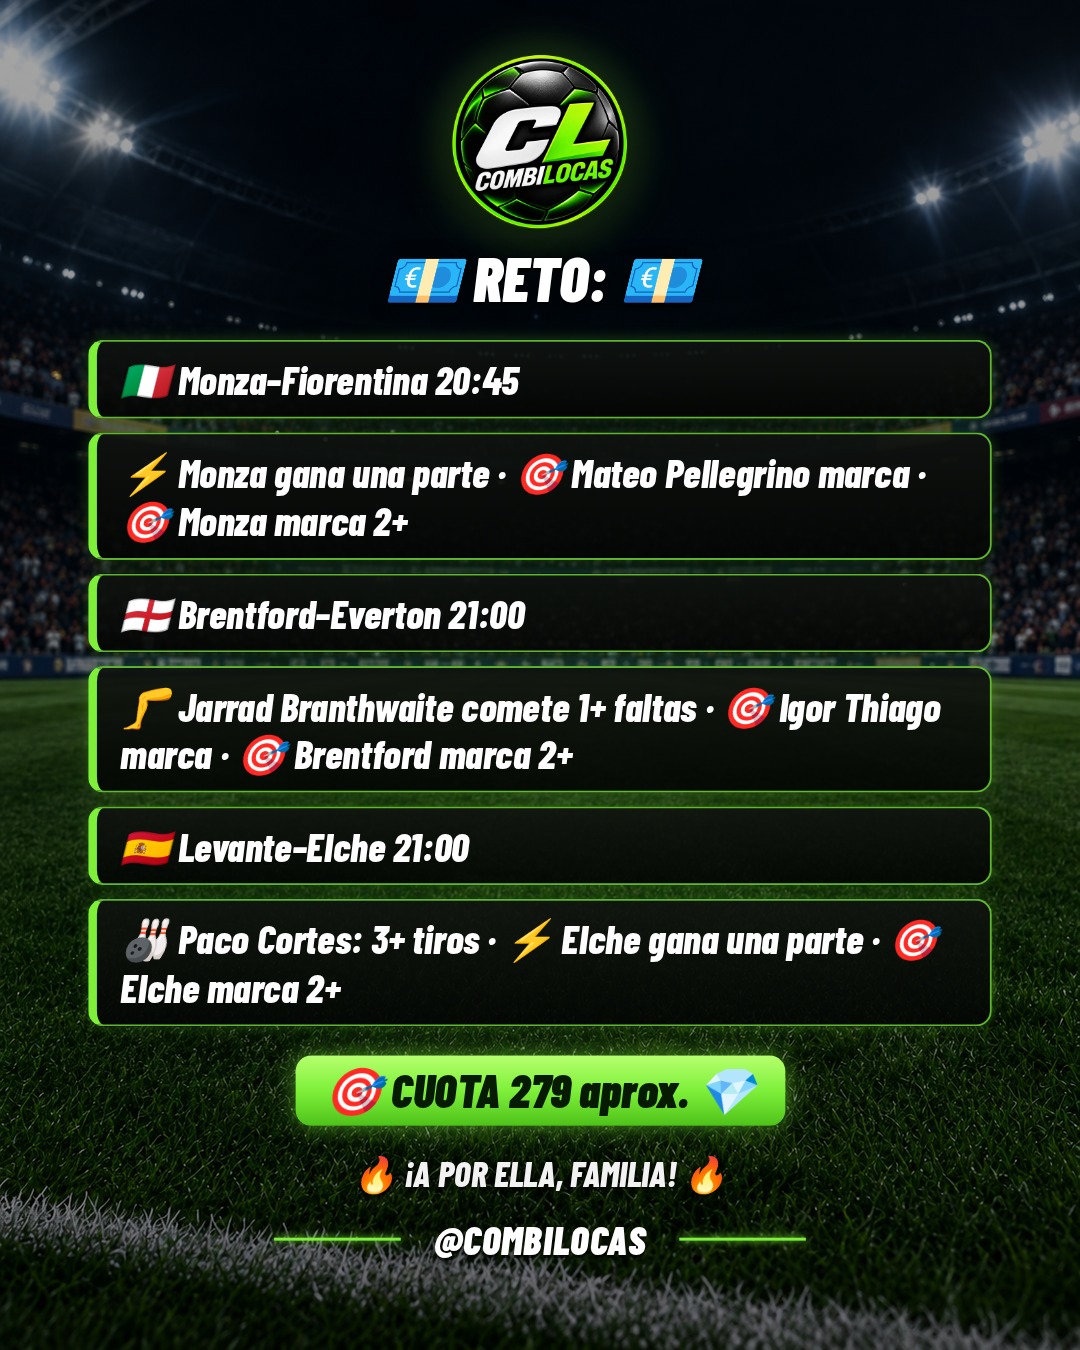 CL
COMBILOCAS
💶 RETO: 💶
🇮🇹 Monza-Fiorentina 20:45
⚡ Monza gana una parte · 🎯 Mateo Pellegrino marca ·
🎯 Monza marca 2+
🏴󠁧󠁢󠁥󠁮󠁧󠁿 Brentford-Everton 21:00
🦵 Jarrad Branthwaite comete 1+ faltas · 🎯 Igor Thiago
marca · 🎯 Brentford marca 2+
🇪🇸 Levante-Elche 21:00
🎳 Paco Cortes: 3+ tiros · ⚡ Elche gana una parte · 🎯
Elche marca 2+
🎯 CUOTA 279 aprox. 💎
🔥 ¡A POR ELLA, FAMILIA! 🔥
@COMBILOCAS